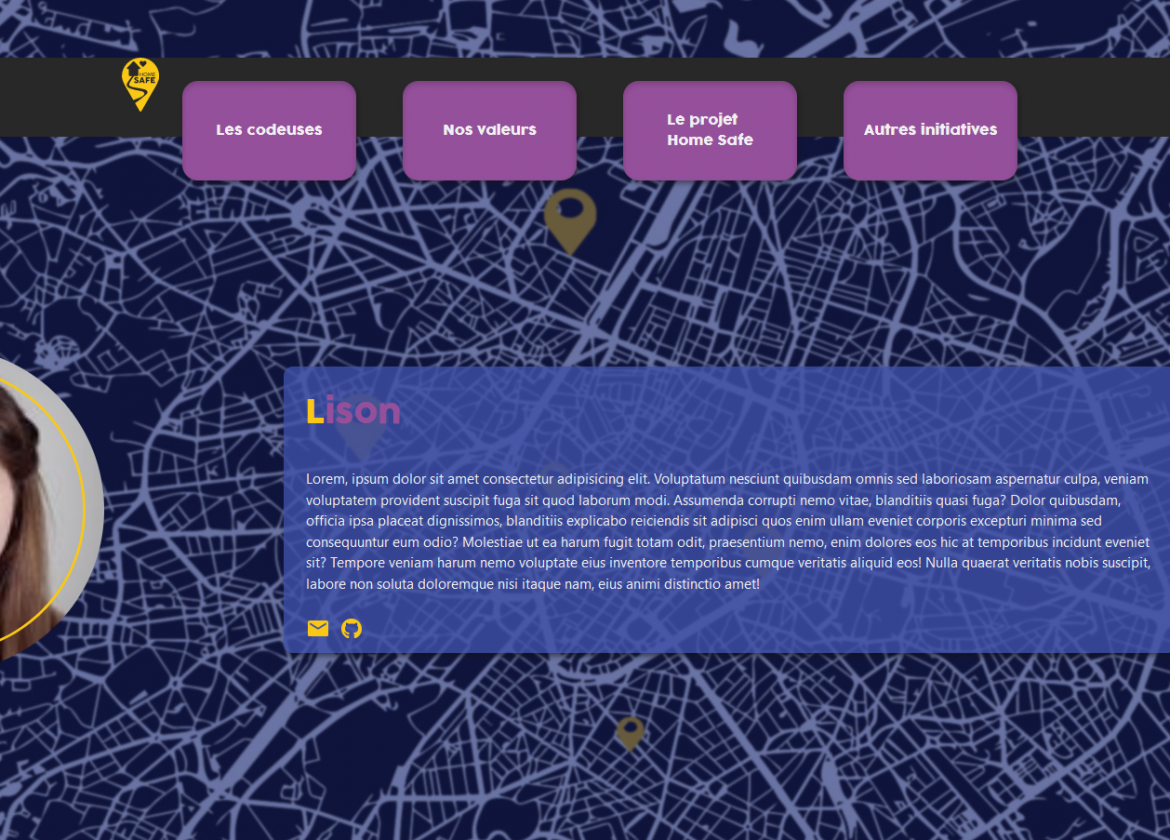 HOME
SAFE
Les codeuses
Nos valeurs
Le projet
Home Safe
Autres initiatives
Lison
Lorem, ipsum dolor sit amet consectetur adipisicing elit. Voluptatum nesciunt quibusdam omnis sed laboriosam aspernatur culpa, veniam
voluptatem provident suscipit fuga sit quod laborum modi. Assumenda corrupti nemo vitae, blanditiis quasi fuga? Dolor quibusdam,
officia ipsa placeat dignissimos, blanditiis explicabo reiciendis sit adipisci quos enim ullam eveniet corporis excepturi minima sed
consequuntur eum odio? Molestiae ut ea harum fugit totam odit, praesentium nemo, enim dolores eos hic at temporibus incidunt eveniet
sit? Tempore veniam harum nemo voluptate eius inventore temporibus cumque veritatis aliquid eos! Nulla quaerat veritatis nobis suscipit,
labore non soluta doloremque nisi itaque nam, eius animi distinctio amet!